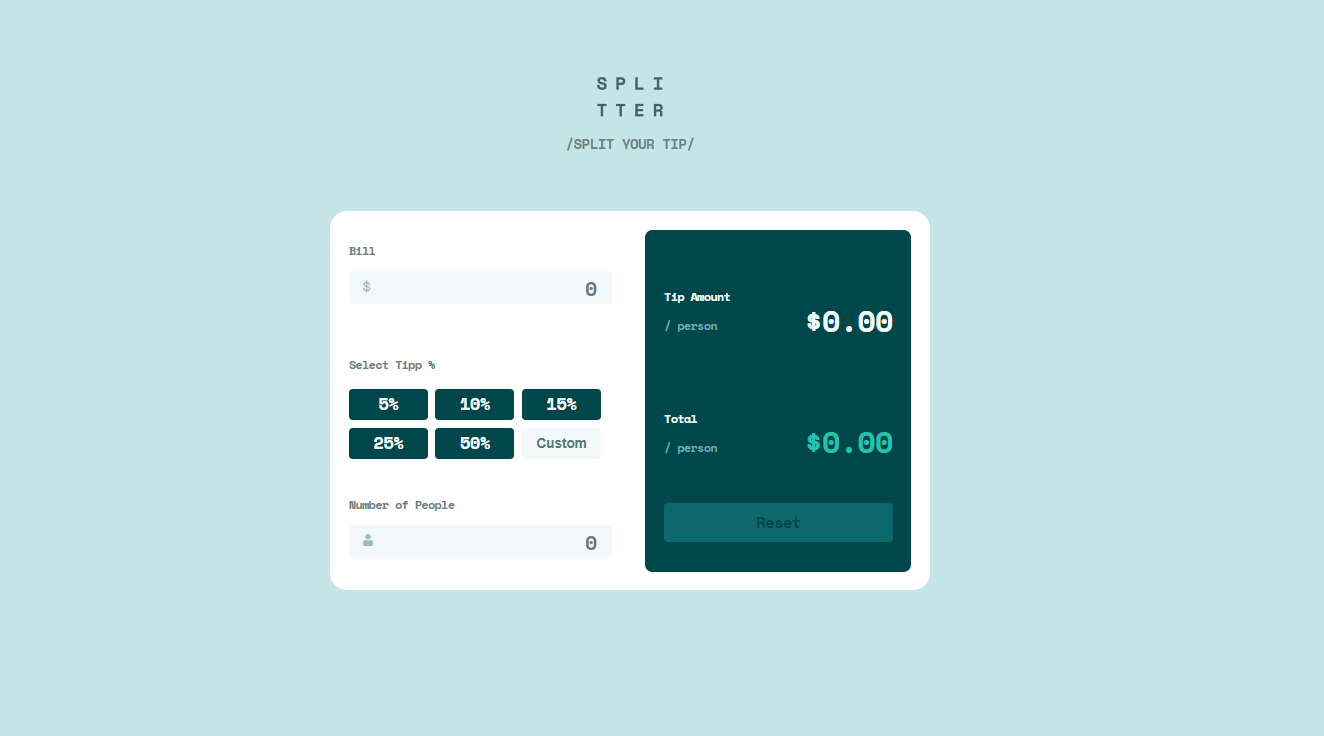 SPLI
TTER
/SPLIT YOUR TIP/
Bill
$ 0
Select Tipp %
5% 10% 15%
25% 50% Custom
Number of People
0
Tip Amount
/ person $0.00
Total
/ person $0.00
Reset